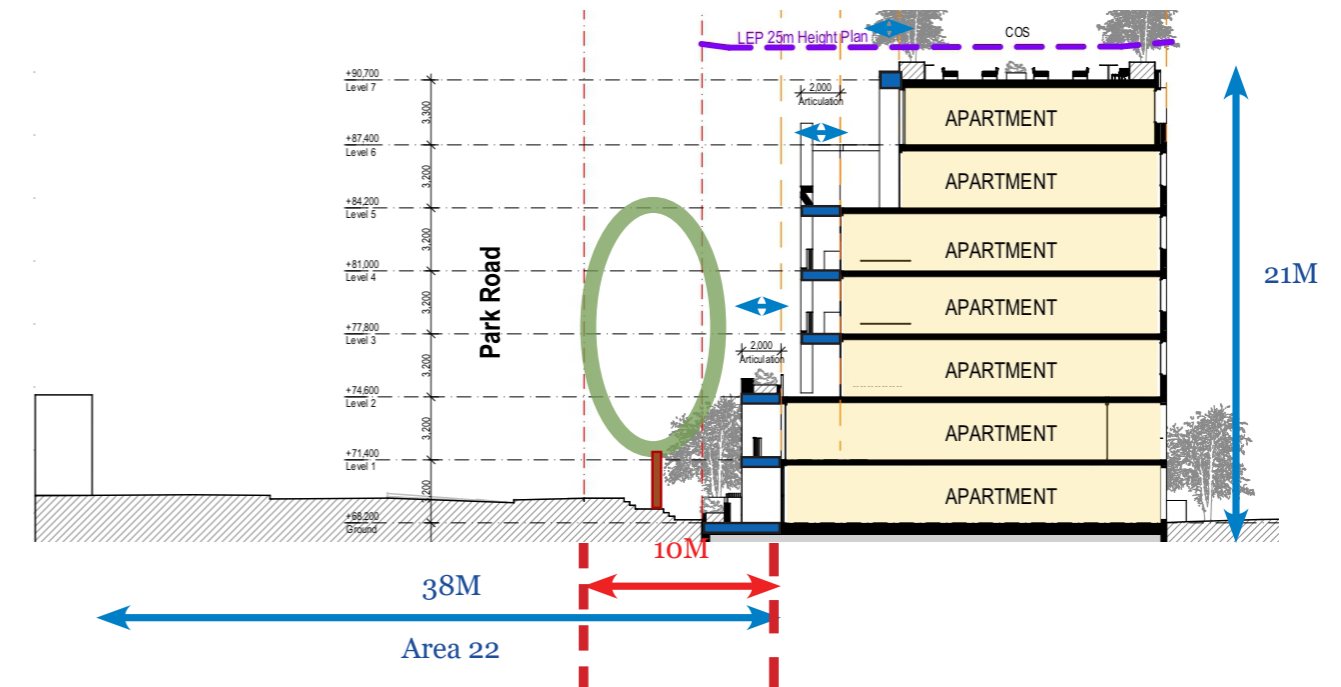 LEP 25m Height Plan
COS
+90,700
Level 7
2,000
Articulation
3,300
APARTMENT
+87,400
Level 6
3,200
APARTMENT
+84,200
Level 5
3,200
APARTMENT
+81,000
Level 4
3,200
APARTMENT
21M
Park Road
+77,800
Level 3
2,000
Articulation
3,200
APARTMENT
+74,600
Level 2
3,200
APARTMENT
+71,400
Level 1
,200
APARTMENT
+68,200
Ground
10M
38M
Area 22